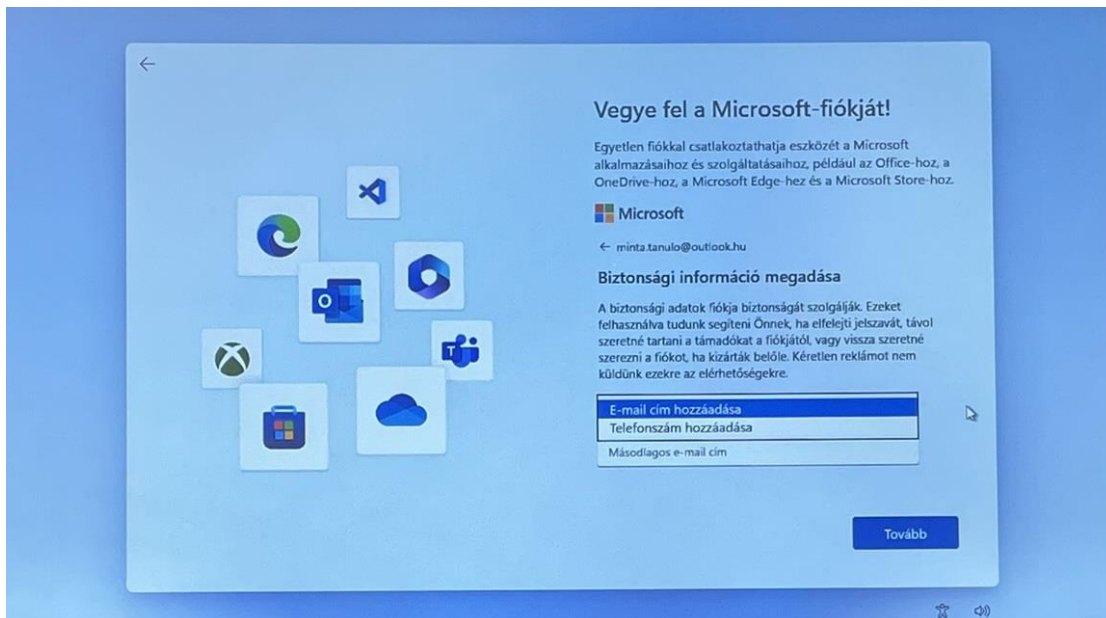 Vegye fel a Microsoft-fiókját!
Egyetlen fiókkal csatlakoztathatja eszközét a Microsoft
alkalmazásaihoz és szolgáltatásaihoz, például az Office-hoz, a
OneDrive-hoz, a Microsoft Edge-hez és a Microsoft Store-hoz.
Microsoft
← minta.tanulo@outlook.hu
Biztonsági információ megadása
A biztonsági adatok fiókja biztonságát szolgálják. Ezeket
felhasználva tudunk segíteni Önnek, ha elfelejti jelszavát, távol
szeretné tartani a támadókat a fiókjától, vagy vissza szeretné
szerezni a fiókot, ha kizárták belőle. Kéretlen reklámot nem
küldünk ezekre az elérhetőségekre.
E-mail cím hozzáadása
Telefonszám hozzáadása
Másodlagos e-mail cím
Tovább